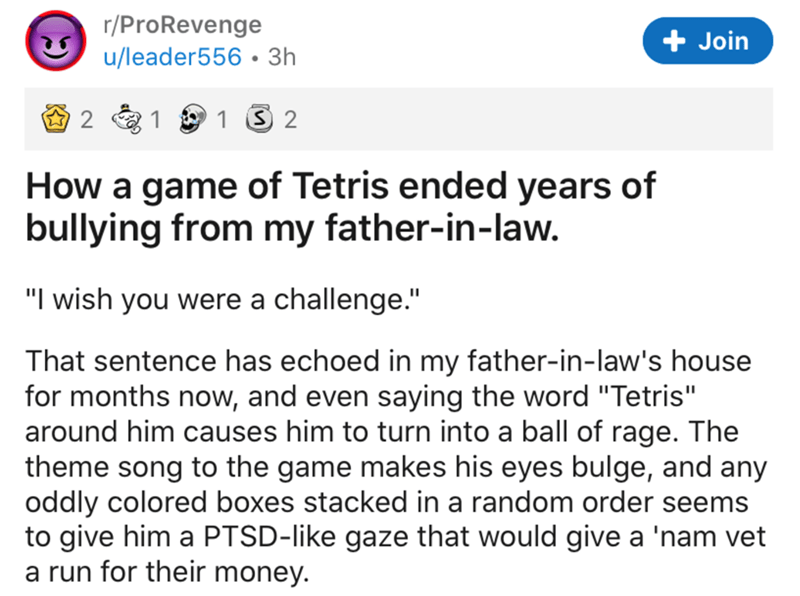 r/ProRevenge
u/leader556 • 3h
+ Join
2 1 1 S 2
How a game of Tetris ended years of
bullying from my father-in-law.
"I wish you were a challenge."
That sentence has echoed in my father-in-law's house
for months now, and even saying the word "Tetris"
around him causes him to turn into a ball of rage. The
theme song to the game makes his eyes bulge, and any
oddly colored boxes stacked in a random order seems
to give him a PTSD-like gaze that would give a 'nam vet
a run for their money.